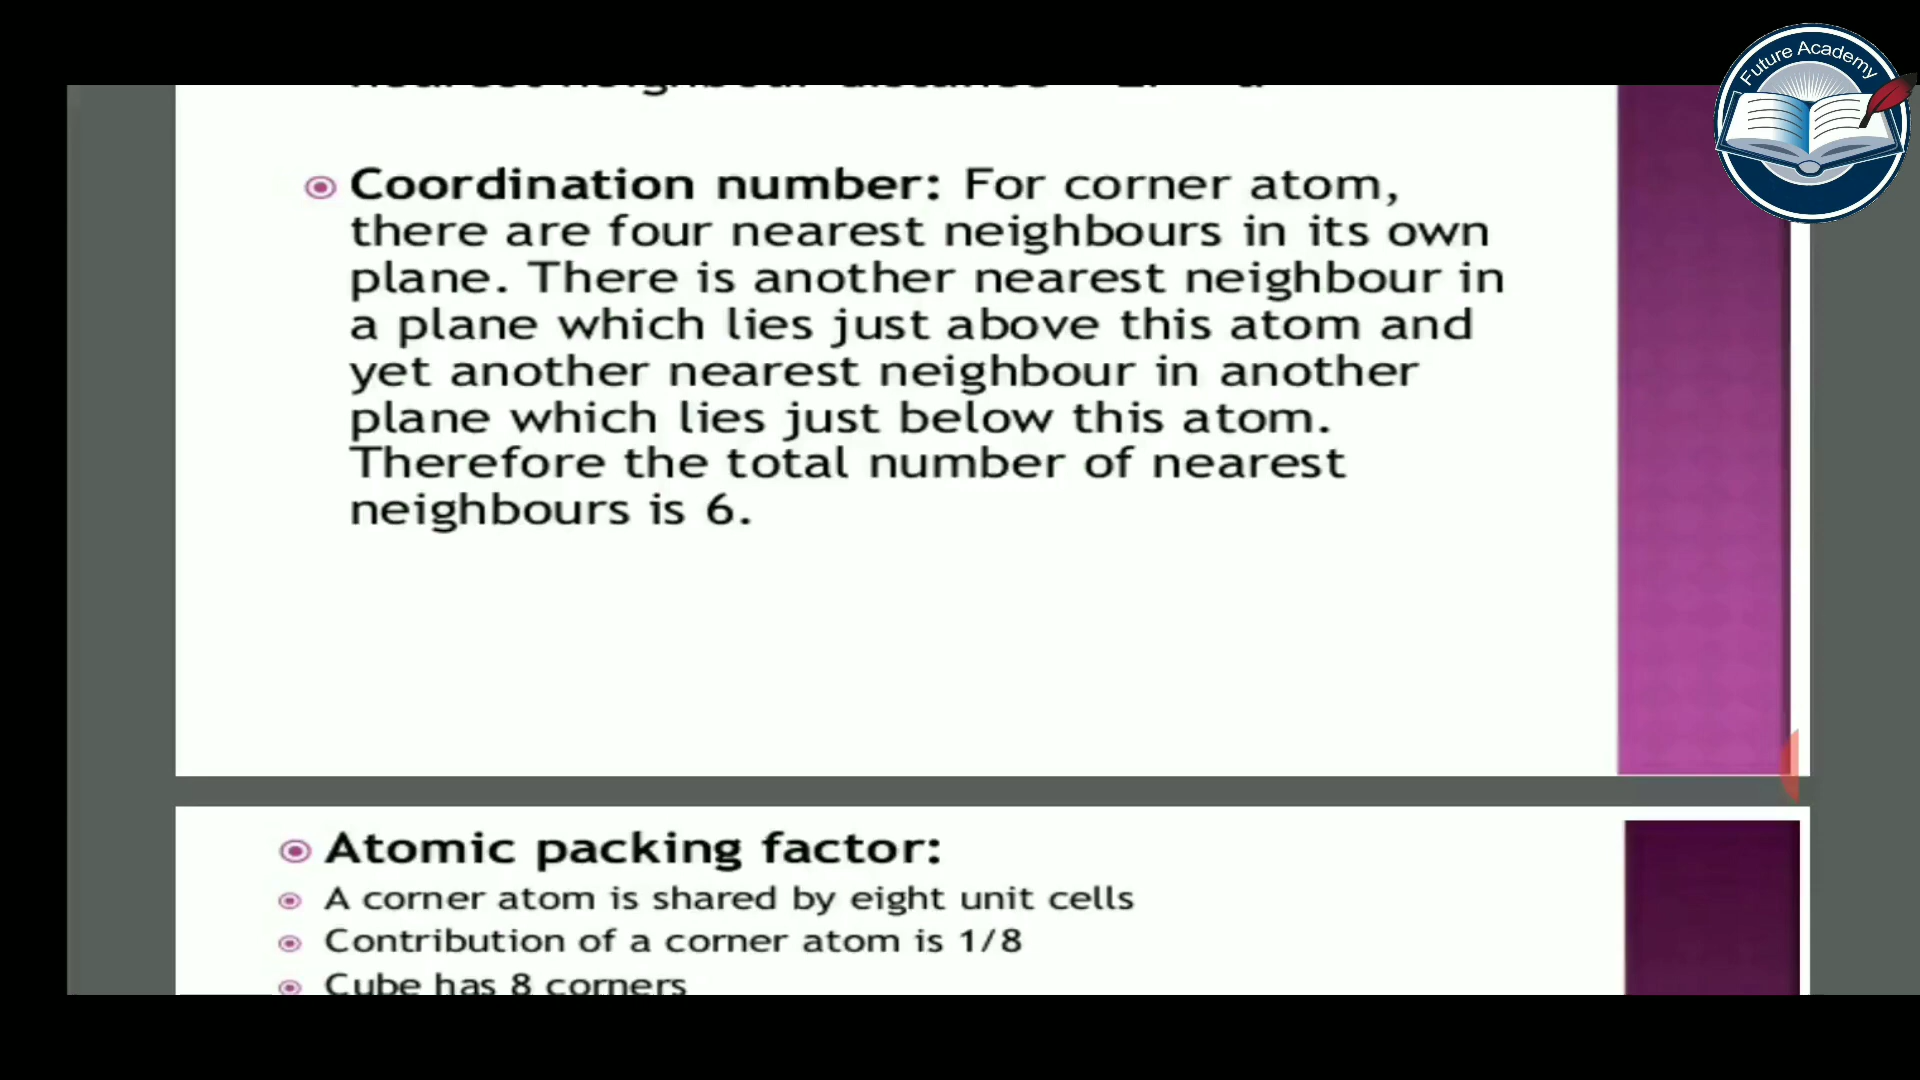 Future Academy
nearest neighbour distance
Coordination number: For corner atom,
there are four nearest neighbours in its own
plane. There is another nearest neighbour in
a plane which lies just above this atom and
yet another nearest neighbour in another
plane which lies just below this atom.
Therefore the total number of nearest
neighbours is 6.
Atomic packing factor:
A corner atom is shared by eight unit cells
Contribution of a corner atom is 1/8
Cube has 8 corners